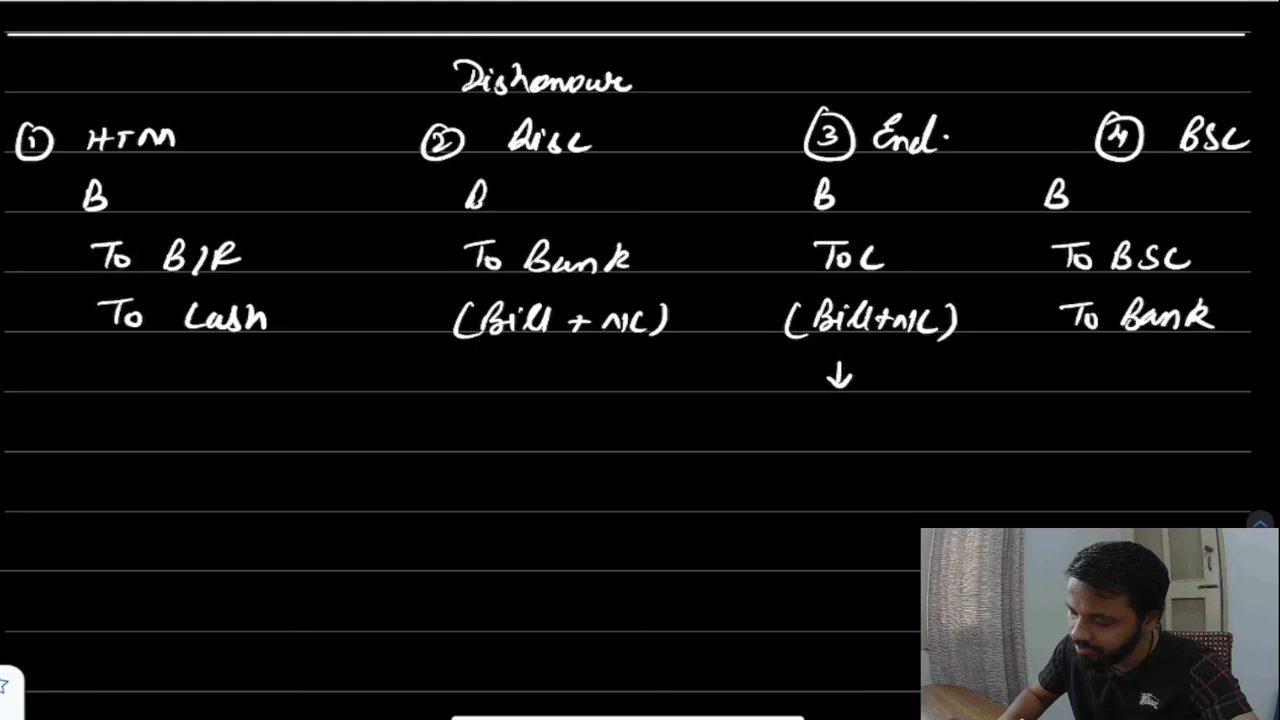 Dishonour
① HTM ② Disc ③ End. ④ BSC
B B B B
To B/R To Bank To C To BSC
To Cash (Bill + N/C) (Bill+N/C) To Bank
↓